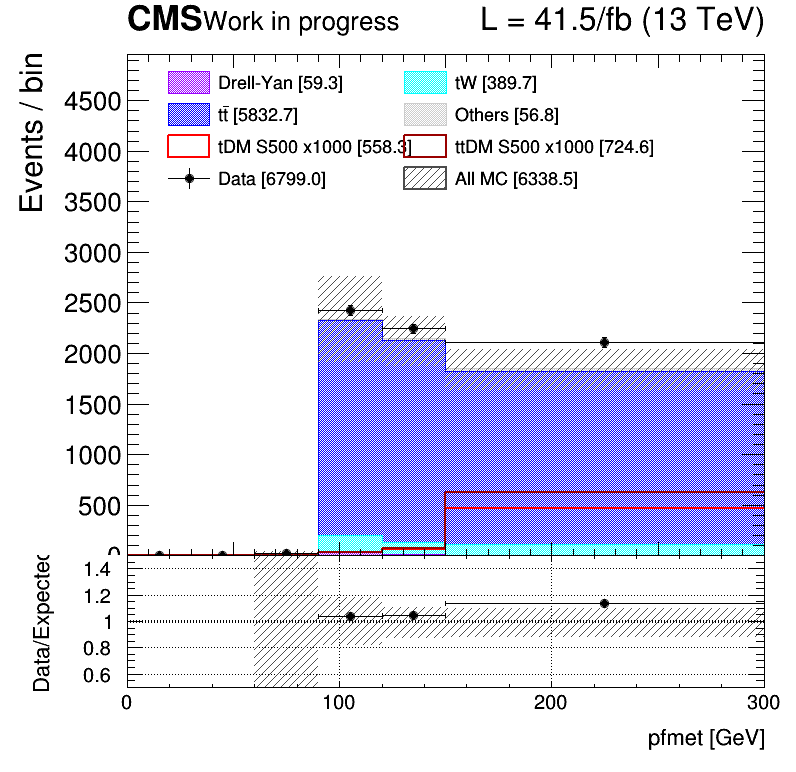 CMS Work in progress L = 41.5/fb (13 TeV)
Events / bin
Drell-Yan [59.3] tW [389.7]
tt̄ [5832.7] Others [56.8]
tDM S500 x1000 [558.3] ttDM S500 x1000 [724.6]
Data [6799.0] All MC [6338.5]
4500
4000
3500
3000
2500
2000
1500
1000
500
0
Data/Expected
1.4
1.2
1
0.8
0.6
0 100 200 300
pfmet [GeV]